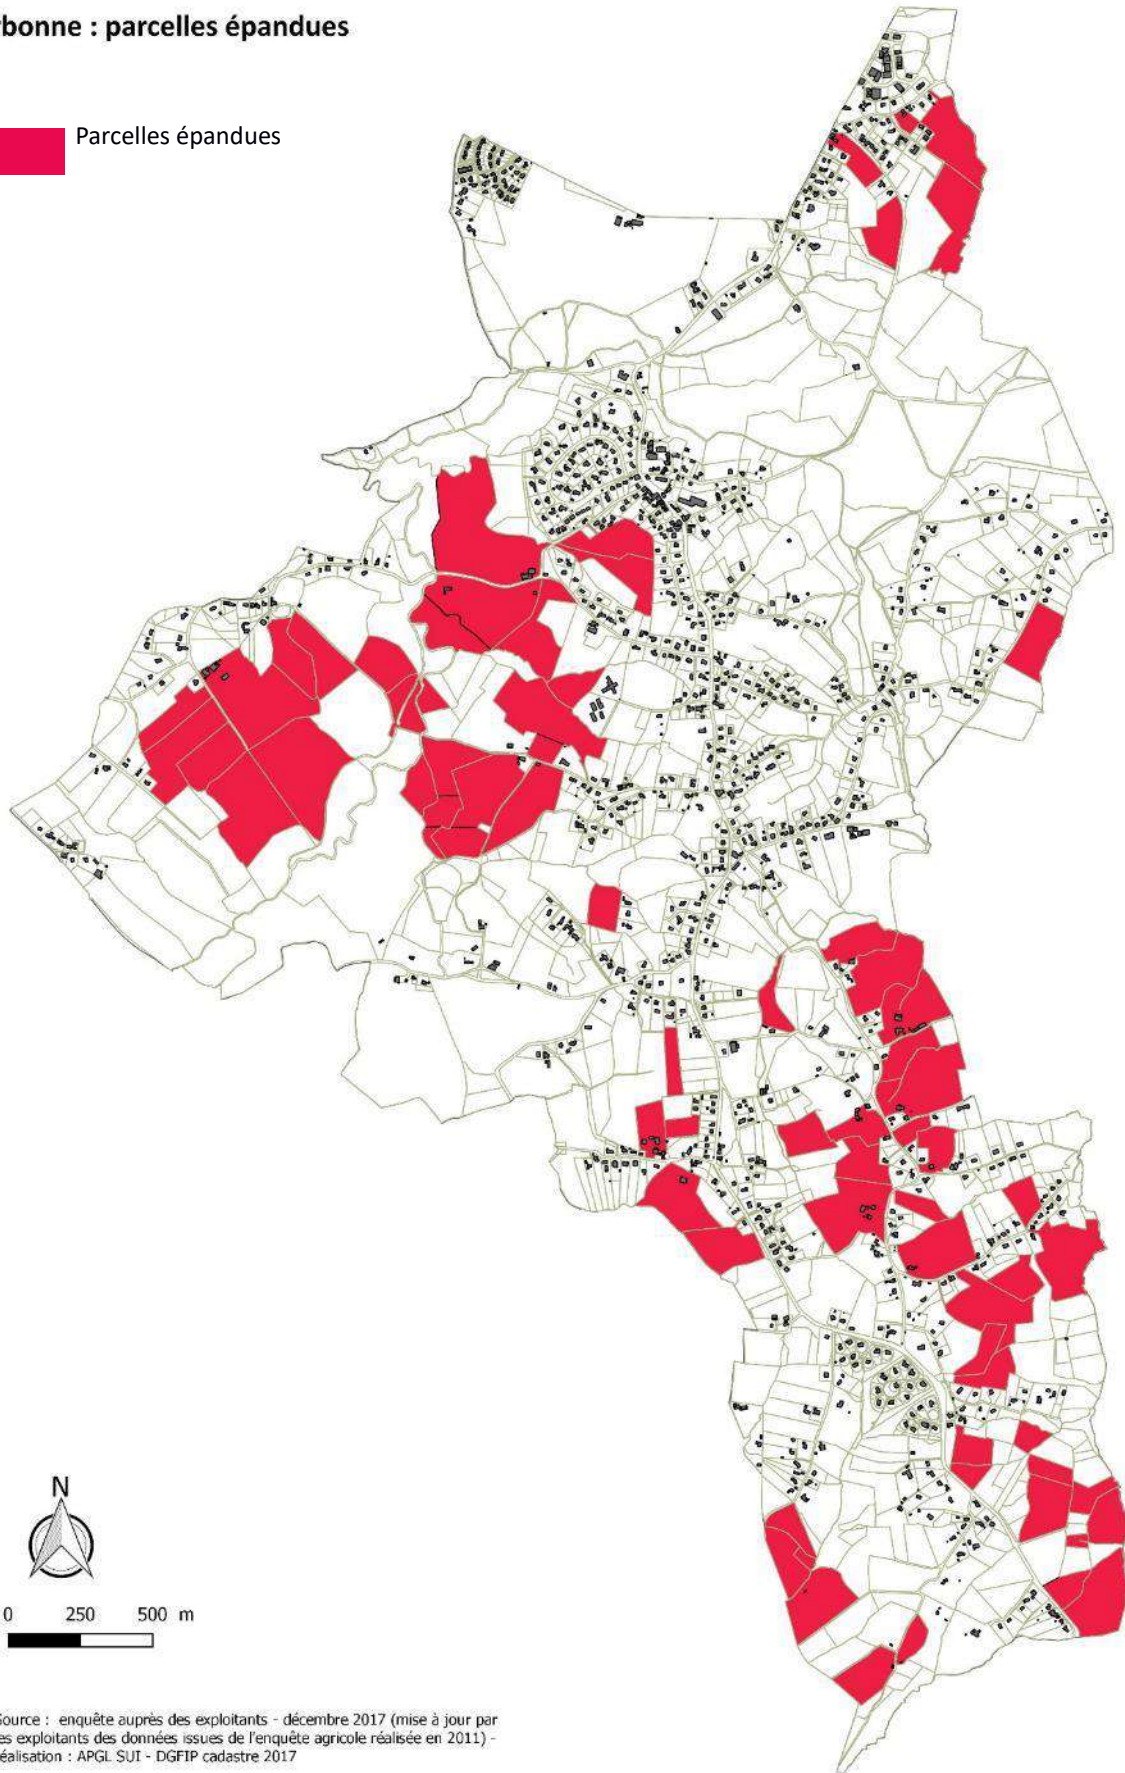 bonne : parcelles épandues
Parcelles épandues
N
0 250 500 m
Source : enquête auprès des exploitants - décembre 2017 (mise à jour par
es exploitants des données issues de l'enquête agricole réalisée en 2011) -
éalisation : APGL SUI - DGFIP cadastre 2017